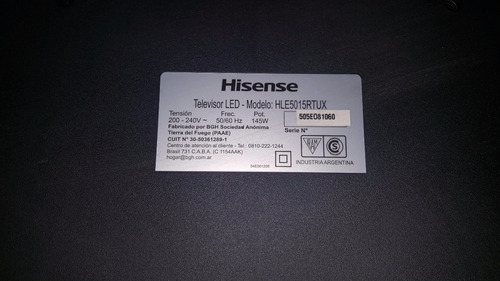 Hisense
Televisor LED - Modelo: HLE5015RTUX
Tensión Frec. Pot.
200 - 240V ~ 50/60 Hz 145W
505EO81060
Serie N°
Fabricado por BGH Sociedad Anónima
Tierra del Fuego (PAAE)
CUIT N° 30-50361289-1
Centro de atención al cliente - Tel. 0810-222-1244
Brasil 731 C.A.B.A. (C 1154AAK)
hogar@bgh.com.ar
INDUSTRIA ARGENTINA